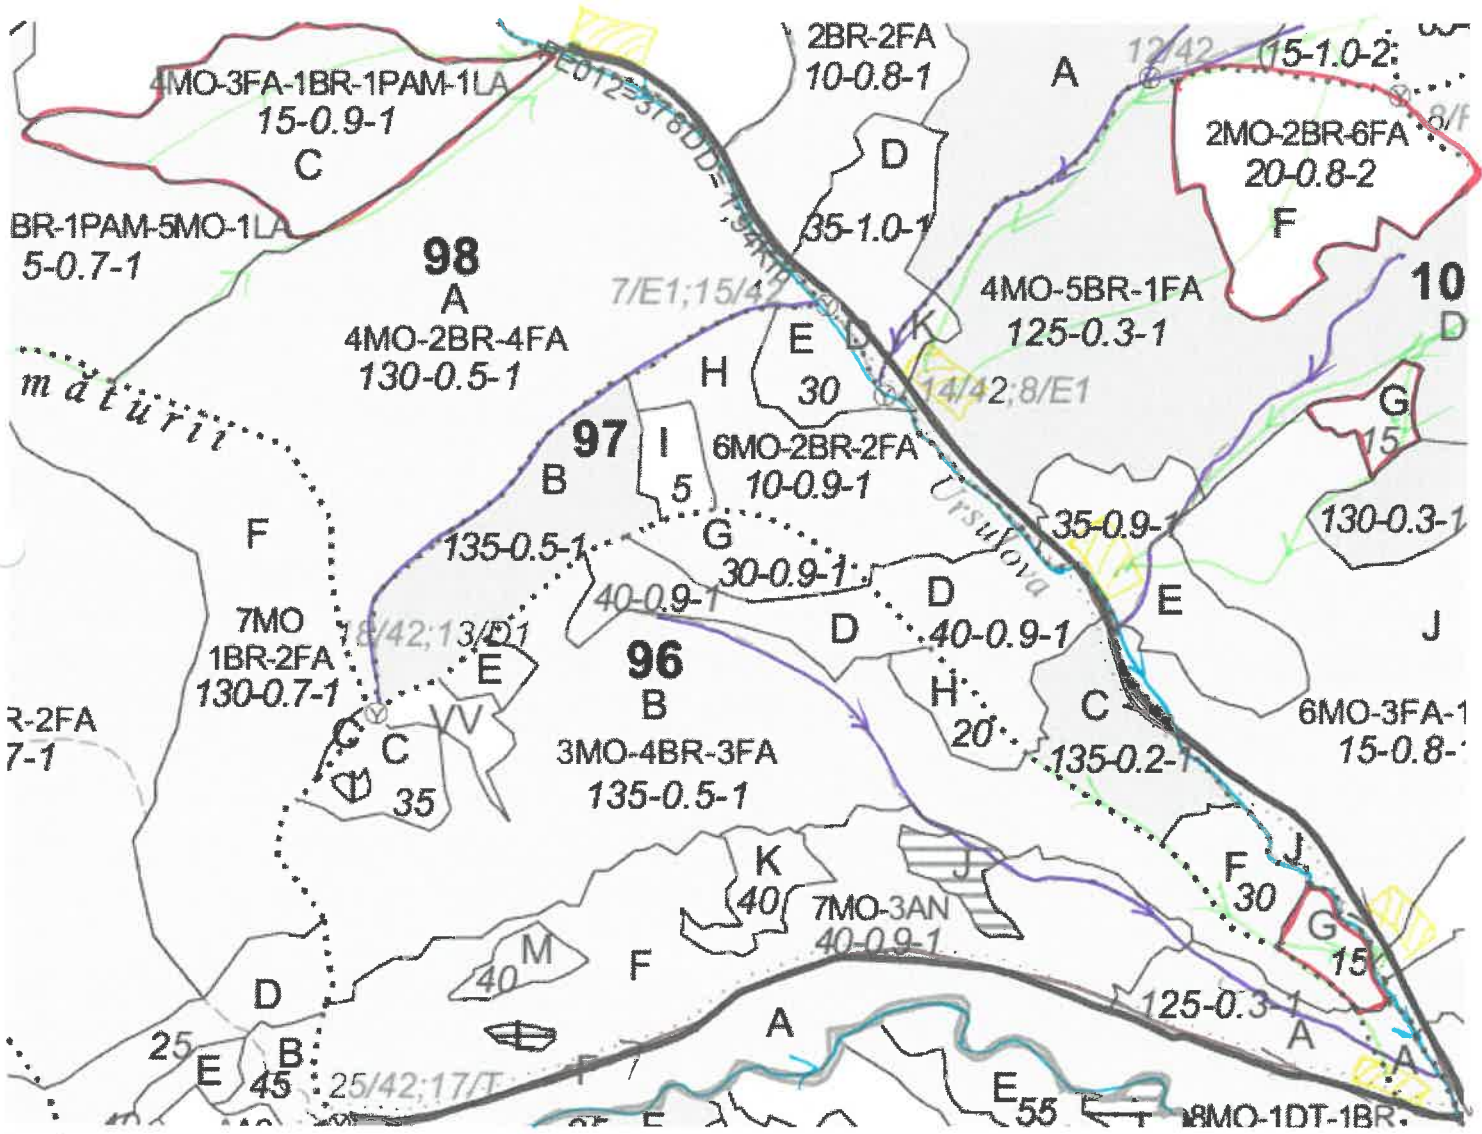 2BR-2FA
10-0.8-1
A
12/42
(15-1.0-2
4MO-3FA-1BR-1PAM-1LA
15-0.9-1
C
D
35-1.0-1
2MO-2BR-6FA
20-0.8-2
F
BR-1PAM-5MO-1LA
5-0.7-1
98
A
4MO-2BR-4FA
130-0.5-1
7/E1;15/42
4MO-5BR-1FA
125-0.3-1
10
D
K
D
E
30
H
14/42;8/E1
măturii
G
15
97
B
I
5
6MO-2BR-2FA
10-0.9-1
Ursulova
35-0.9-1
130-0.3-1
F
135-0.5-1
G
30-0.9-1
40-0.9-1
D
D
40-0.9-1
E
J
7MO
1BR-2FA
130-0.7-1
18/42;13/D1
E
96
B
H
20
C
135-0.2-1
6MO-3FA-1
15-0.8-1
R-2FA
7-1
C
C
VV
35
3MO-4BR-3FA
135-0.5-1
K
40
J
7MO-3AN
40-0.9-1
F
30
J
G
15
M
40
F
D
25
E
B
45
L
A
125-0.3-1
A
A
25/42;17/T
F
E
55
8MO-1DT-1BR